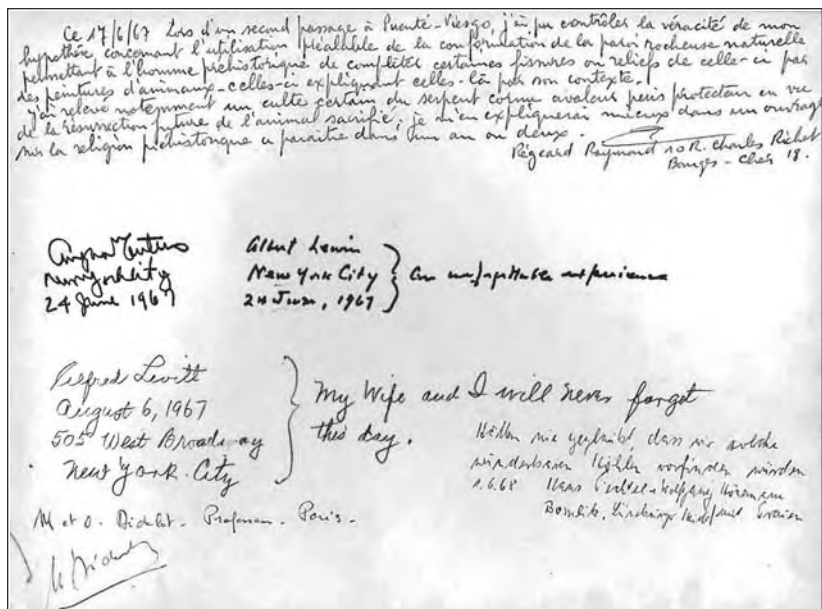 Ce 17/6/67 Lors d'un second passage à Puente-Viesgo, j'ai pu contrôler la véracité de mon
hypothèse concernant l'utilisation préalable de la conformation de la paroi rocheuse naturelle
permettant à l'homme préhistorique de compléter certaines fissures ou reliefs de celle-ci par
des peintures d'animaux - celles-ci expliquant celles-là par son contexte.
J'ai relevé notamment un culte certain du serpent comme avaleur puis protecteur en vue
de la résurrection future de l'animal sacrifié; je m'en expliquerai mieux dans un ouvrage
sur la religion préhistorique à paraître dans un an ou deux.
Régeard Raymond 10 R. Charles Richet
Bourges - Cher 18.
New York City
24 June 1967
Albert Lewin
New York City
24 June, 1967
An unforgettable experience
Alfred Levitt
August 6, 1967
505 West Broadway
New York City
My Wife and I will never forget
this day.
Hätten nie geglaubt, dass wir solche
wunderbaren Höhlen vorfinden würden
1.6.68 Hans
M et O. Professeur - Paris -